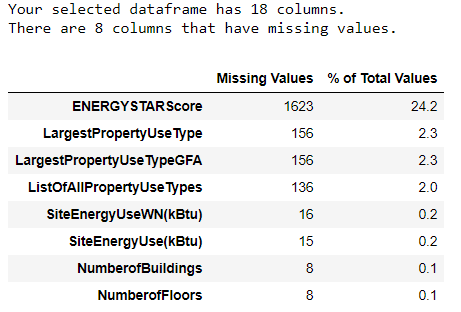 Your selected dataframe has 18 columns.
There are 8 columns that have missing values.
Missing Values % of Total Values
ENERGYSTARScore 1623 24.2
LargestPropertyUseType 156 2.3
LargestPropertyUseTypeGFA 156 2.3
ListOfAllPropertyUseTypes 136 2.0
SiteEnergyUseWN(kBtu) 16 0.2
SiteEnergyUse(kBtu) 15 0.2
NumberofBuildings 8 0.1
NumberofFloors 8 0.1